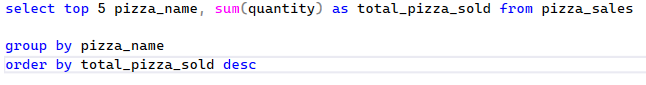 select top 5 pizza_name, sum(quantity) as total_pizza_sold from pizza_sales
group by pizza_name
order by total_pizza_sold desc